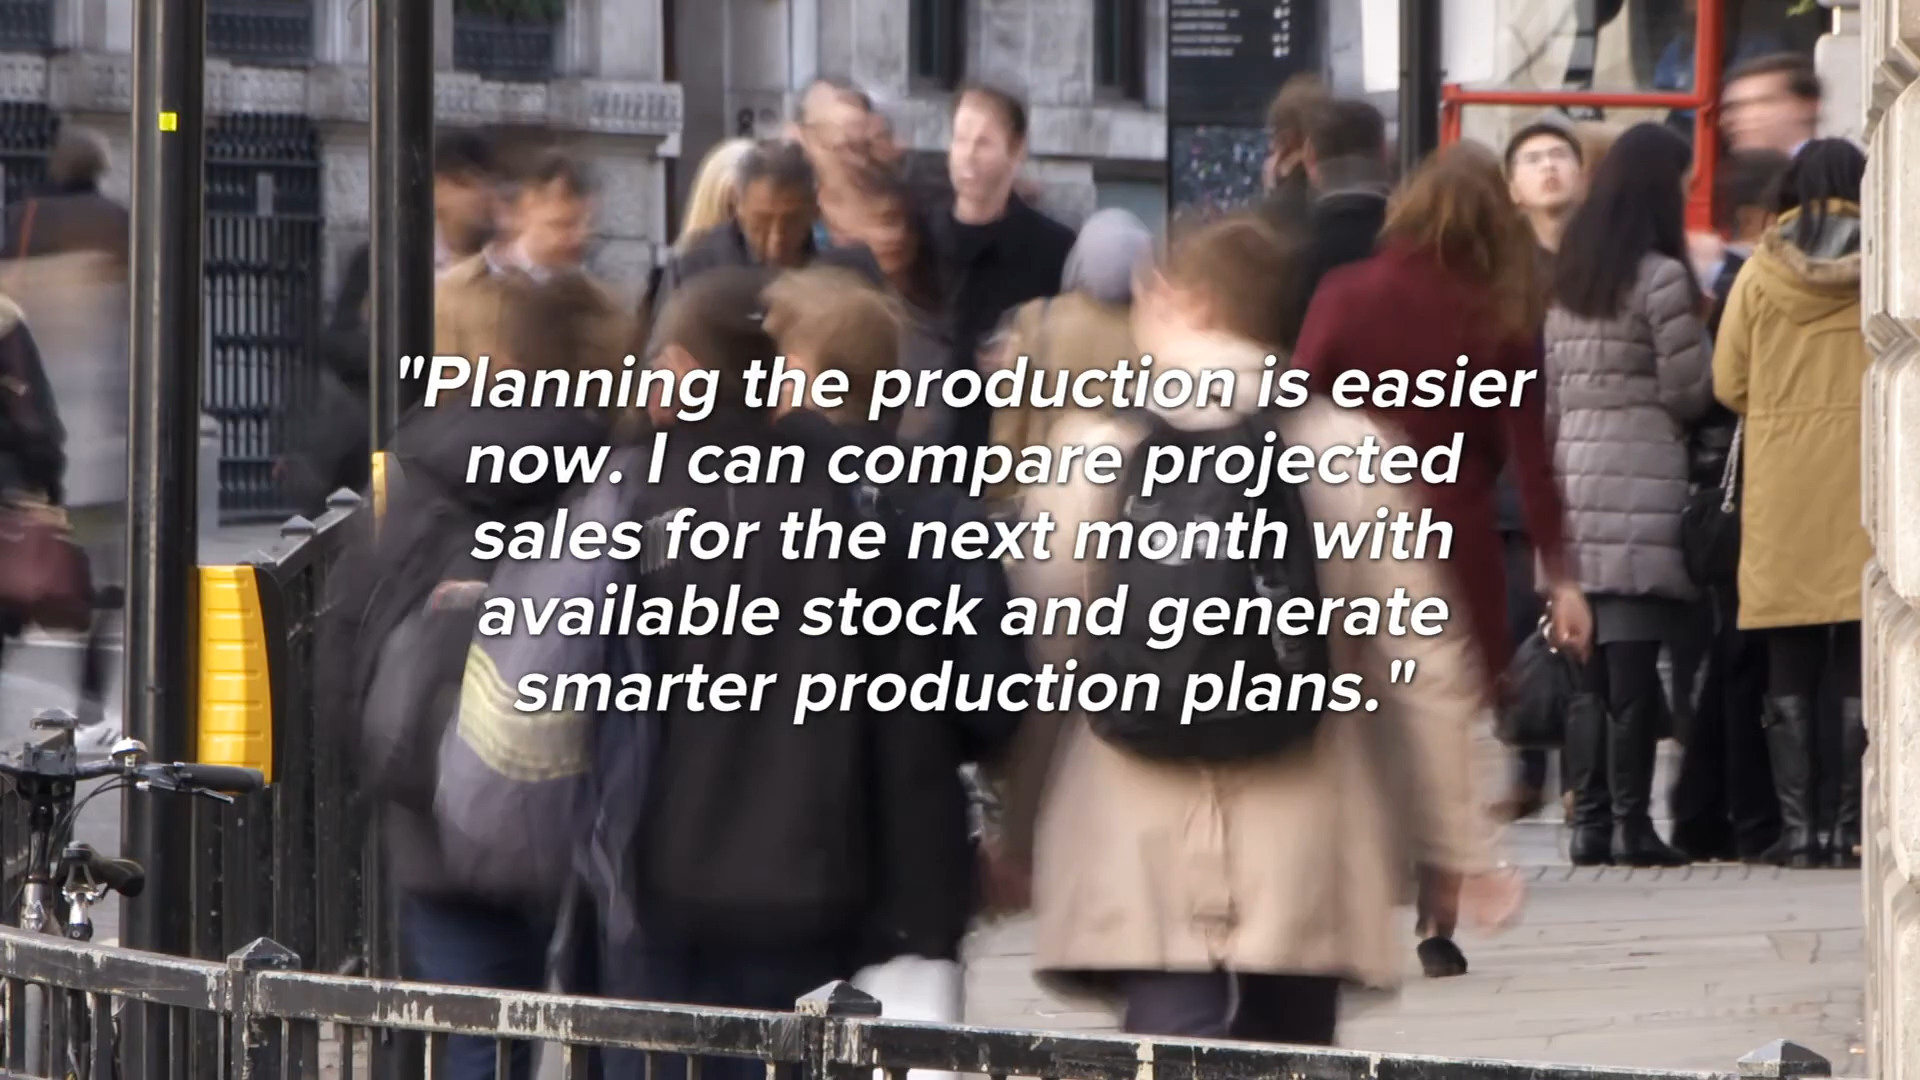 "Planning the production is easier
now. I can compare projected
sales for the next month with
available stock and generate
smarter production plans."